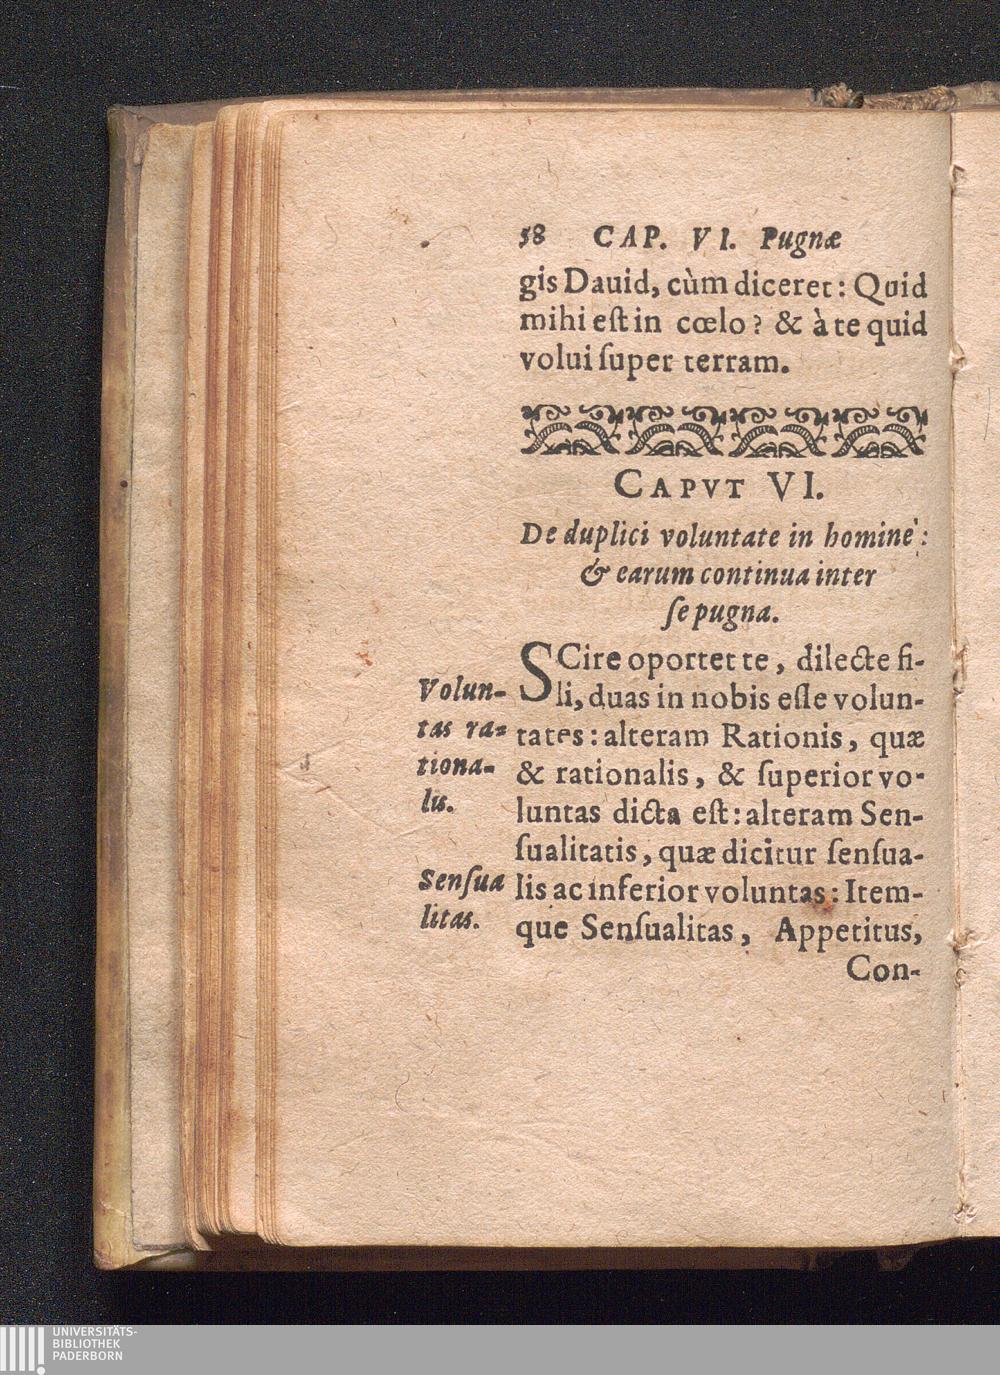 58 CAP. VI. Pugnæ
gis Dauid, cùm diceret: Quid
mihi eſt in cœlo? & à te quid
volui ſuper terram.
CAPVT VI.
De duplici voluntate in homine:
& earum continua inter
ſe pugna.
SCire oportet te, dilecte fi-
li, duas in nobis eſſe volun-
tates: alteram Rationis, quæ
& rationalis, & ſuperior vo-
luntas dicta eſt: alteram Sen-
ſualitatis, quæ dicitur ſenſua-
lis ac inferior voluntas: Item-
que Senſualitas, Appetitus,
Con-
Volun-
tas ra-
tiona-
lis.
Senſua
litas.
UNIVERSITÄTS-
BIBLIOTHEK
PADERBORN